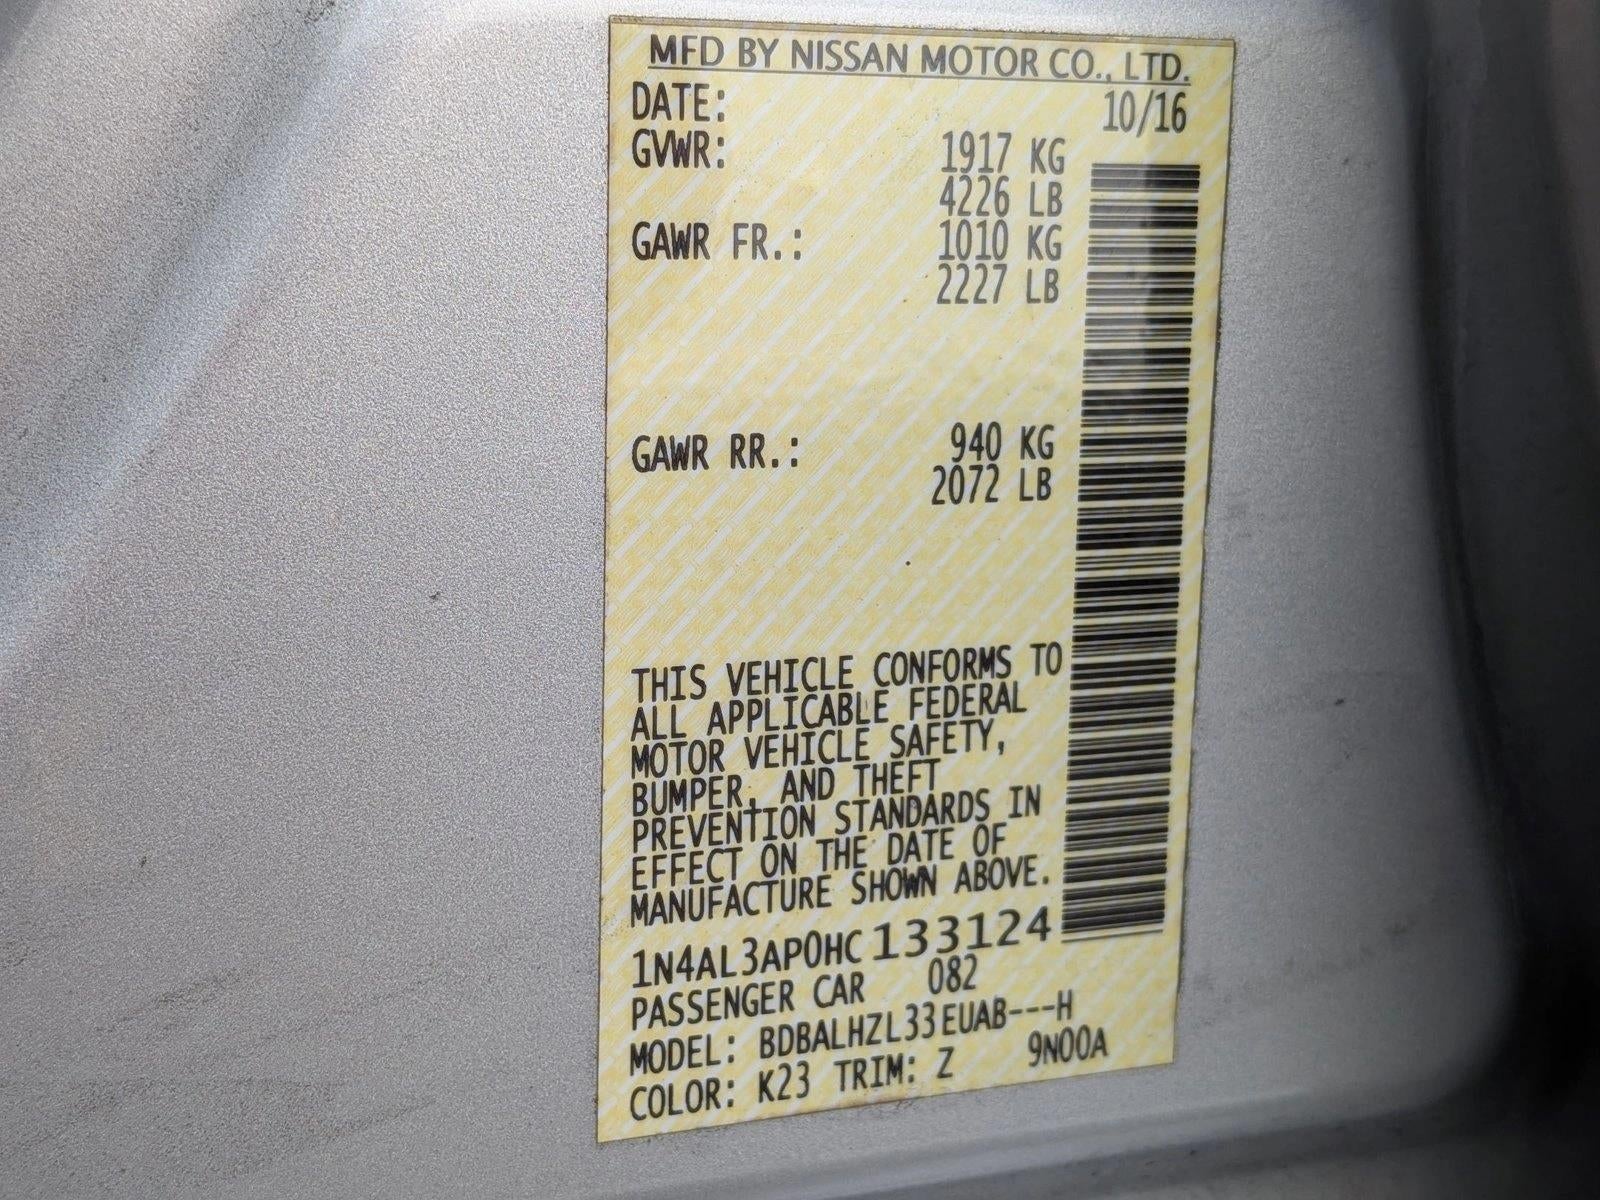 MFD BY NISSAN MOTOR CO., LTD.
DATE: 10/16
GVWR: 1917 KG
4226 LB
GAWR FR.: 1010 KG
2227 LB
GAWR RR.: 940 KG
2072 LB
THIS VEHICLE CONFORMS TO
ALL APPLICABLE FEDERAL
MOTOR VEHICLE SAFETY,
BUMPER, AND THEFT
PREVENTION STANDARDS IN
EFFECT ON THE DATE OF
MANUFACTURE SHOWN ABOVE.
1N4AL3AP0HC133124
PASSENGER CAR 082
MODEL: BDBALHZL33EUAB---H
COLOR: K23 TRIM: Z 9N00A